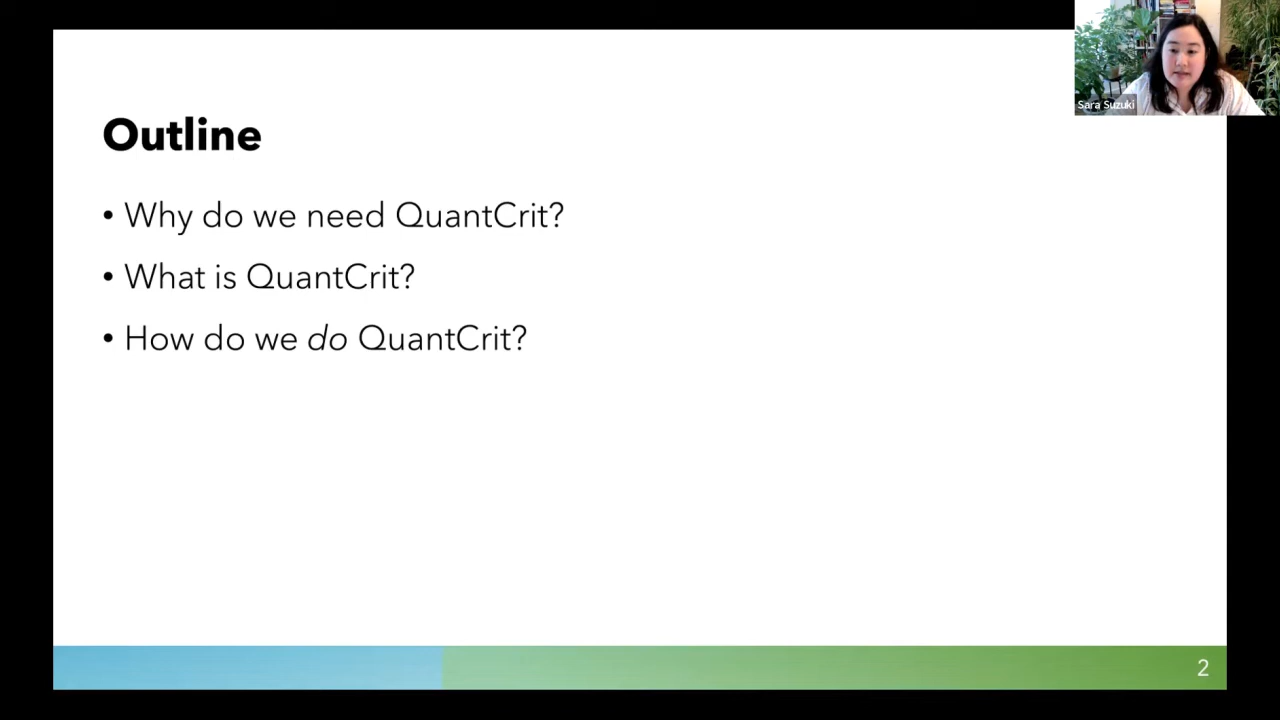 Sara Suzuki
Outline
• Why do we need QuantCrit?
• What is QuantCrit?
• How do we do QuantCrit?
2